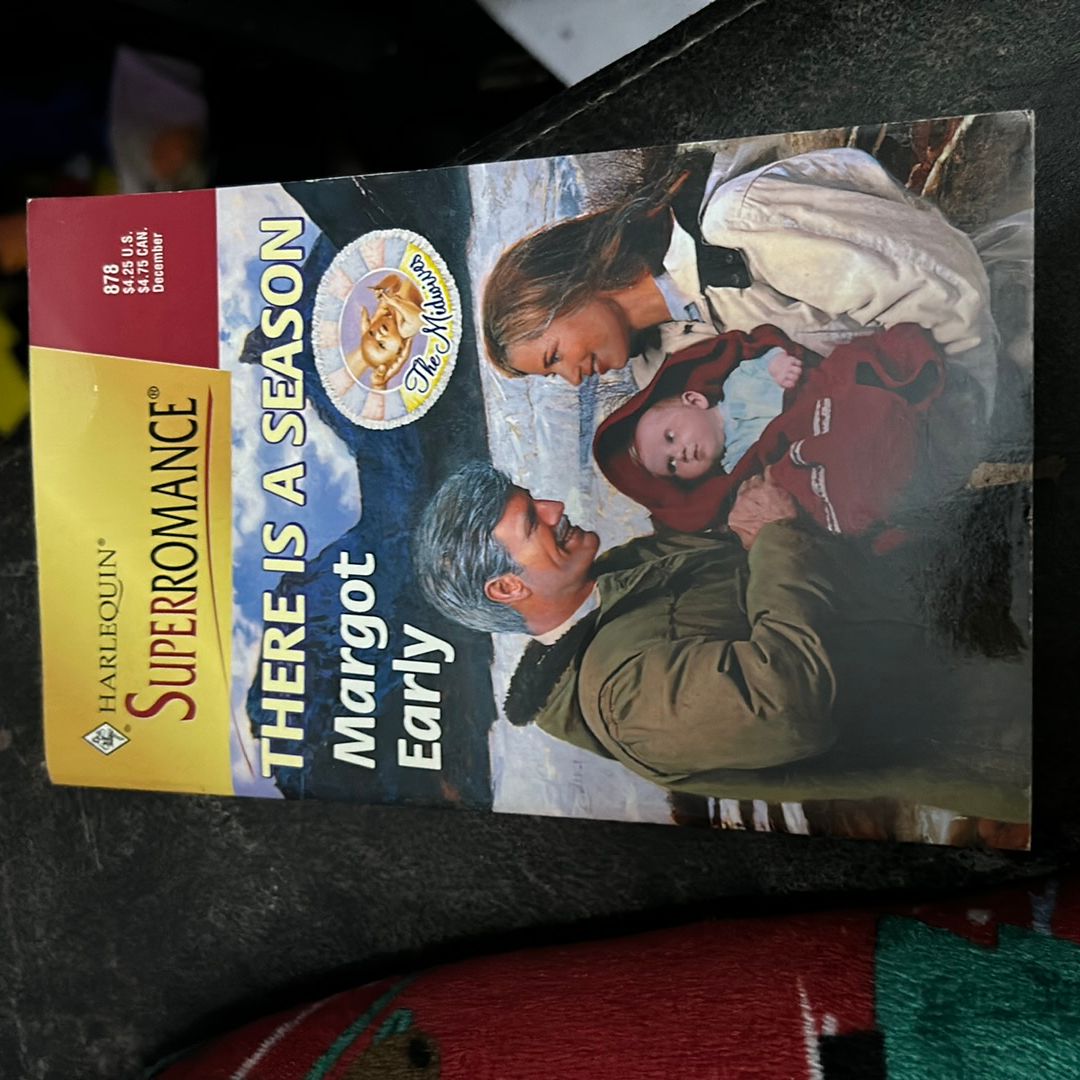 HARLEQUIN®
SUPERROMANCE®
878
$4.25 U.S.
$4.75 CAN.
December
THERE IS A SEASON
Margot
Early
The Midwives